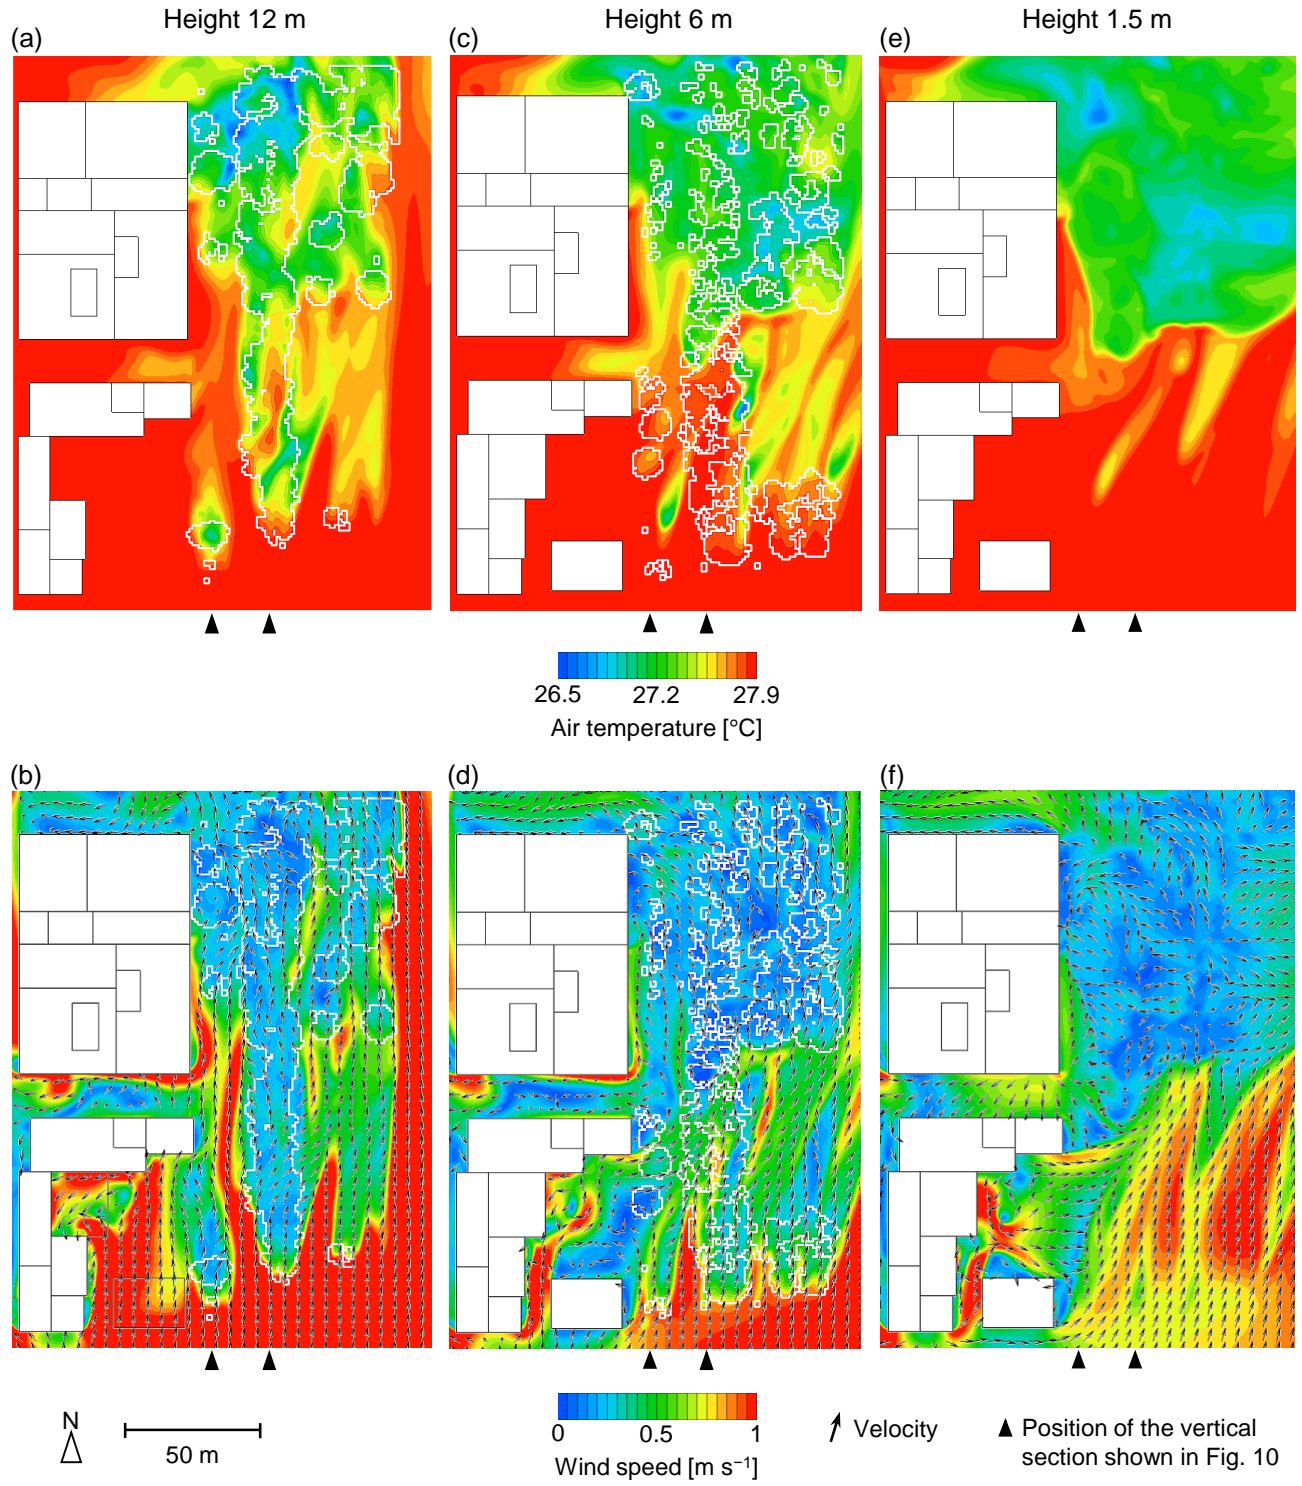 Height 12 m
Height 6 m
Height 1.5 m
(a)
(c)
(e)
26.5
27.2
27.9
Air temperature [°C]
(b)
(d)
(f)
N
50 m
0
0.5
1
Wind speed [m s⁻¹]
Velocity
Position of the vertical
section shown in Fig. 10